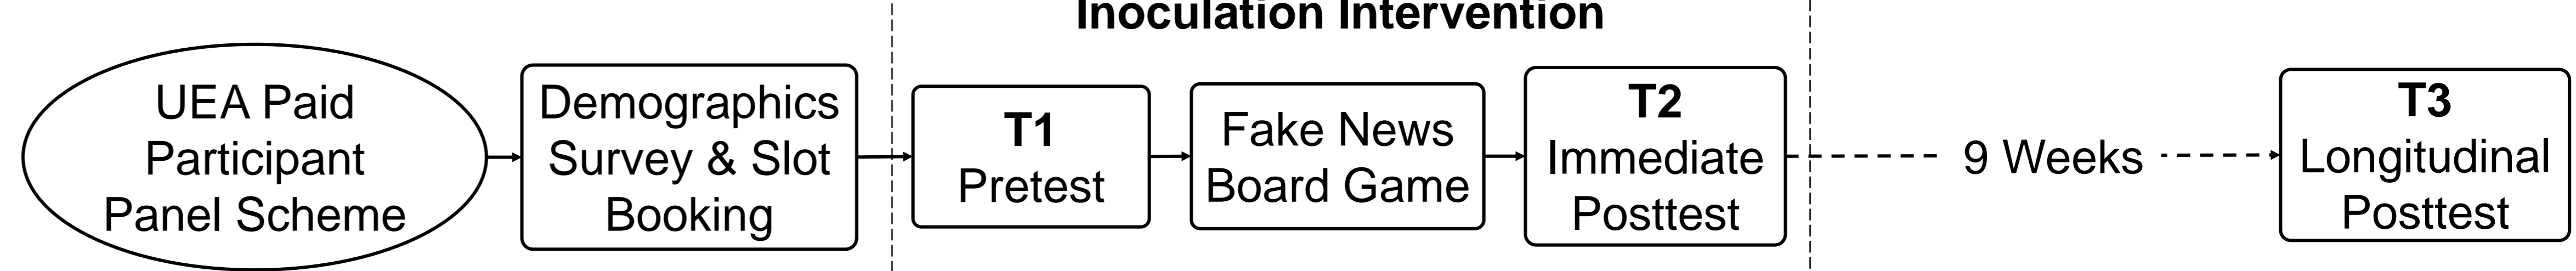 Inoculation Intervention
UEA Paid
Participant
Panel Scheme
Demographics
Survey & Slot
Booking
T1
Pretest
Fake News
Board Game
T2
Immediate
Posttest
9 Weeks
T3
Longitudinal
Posttest